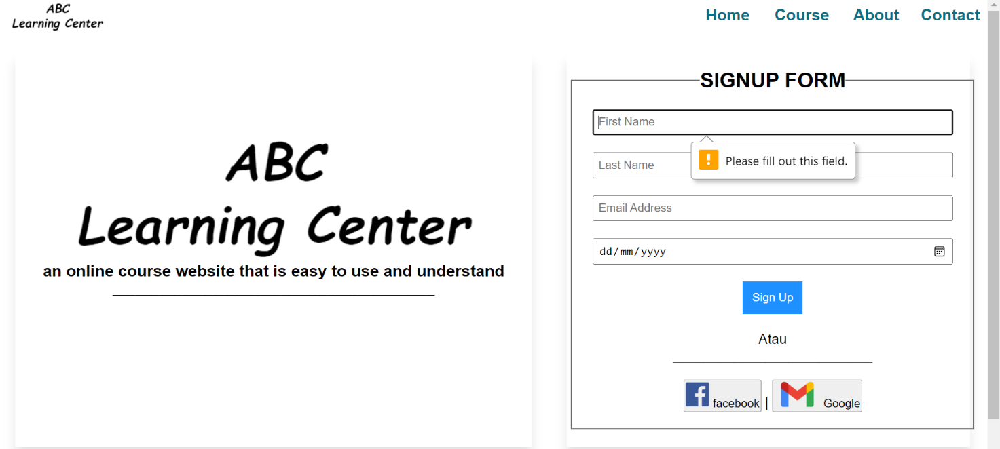 ABC
Learning Center
Home Course About Contact
ABC
Learning Center
an online course website that is easy to use and understand
SIGNUP FORM
First Name
Please fill out this field.
Last Name
Email Address
dd/mm/yyyy
Sign Up
Atau
facebook | Google